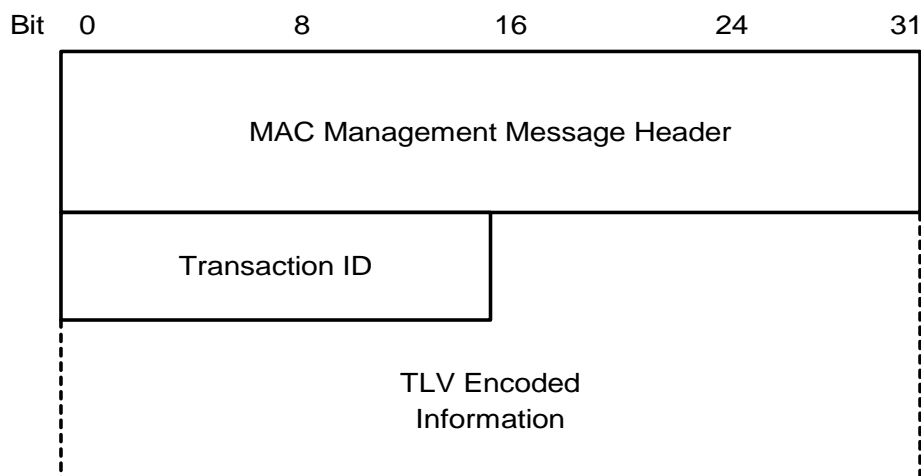 Bit 0 8 16 24 31
MAC Management Message Header
Transaction ID
TLV Encoded
Information